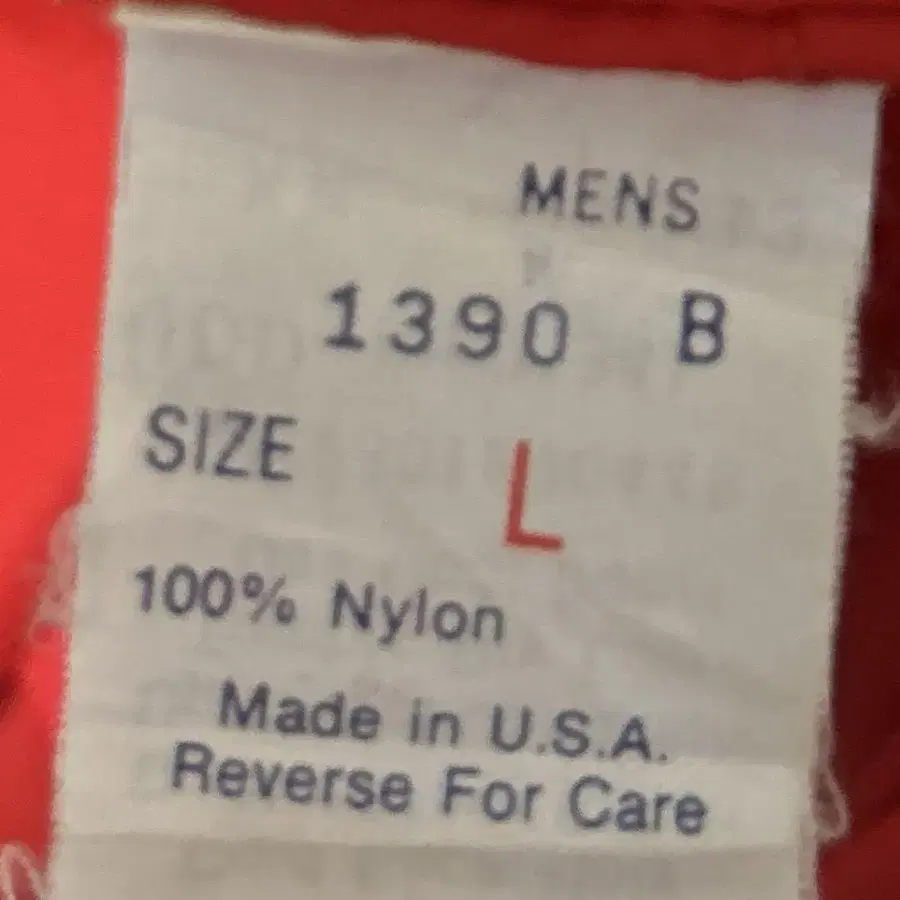 MENS
1390 B
SIZE L
100% Nylon
Made in U.S.A.
Reverse For Care